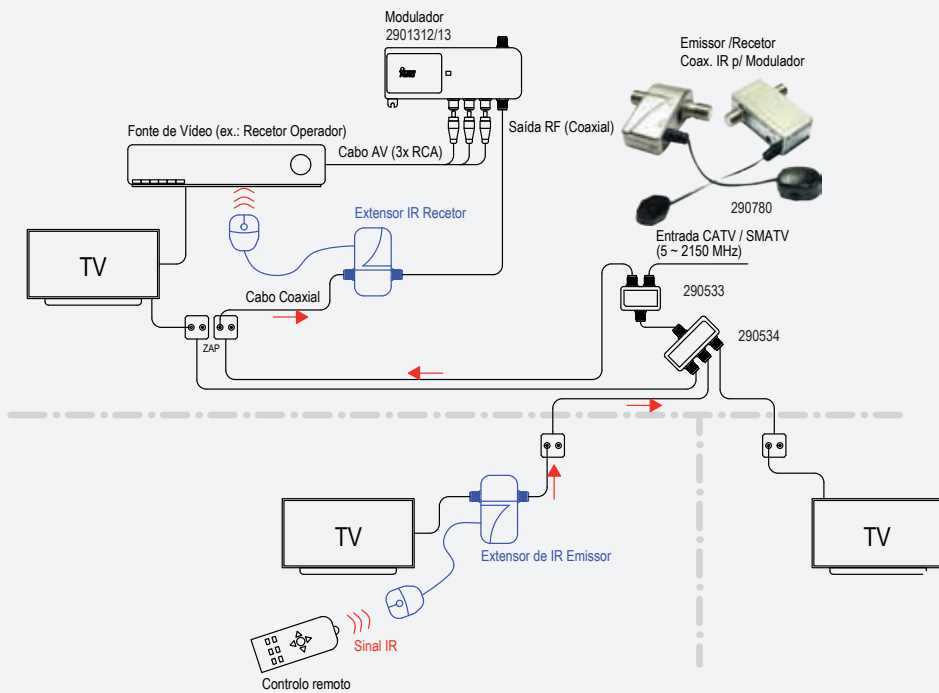 Modulador
2901312/13
Emissor /Recetor
Coax. IR p/ Modulador
Fonte de Vídeo (ex.: Recetor Operador)
Cabo AV (3x RCA)
Saída RF (Coaxial)
290780
Extensor IR Recetor
Entrada CATV / SMATV
(5 ~ 2150 MHz)
TV
Cabo Coaxial
290533
290534
ZAP
TV
TV
Extensor de IR Emissor
Sinal IR
Controlo remoto